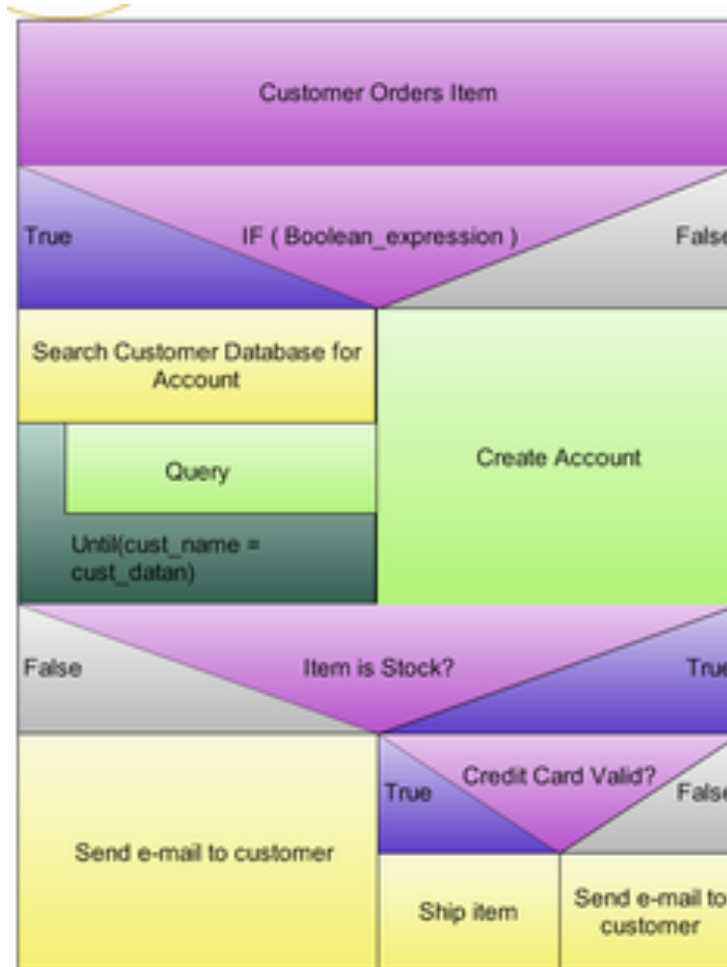 Customer Orders Item
True
IF ( Boolean_expression )
False
Search Customer Database for
Account
Query
Until(cust_name =
cust_datan)
Create Account
False
Item is Stock?
True
True
Credit Card Valid?
False
Send e-mail to customer
Ship item
Send e-mail to
customer